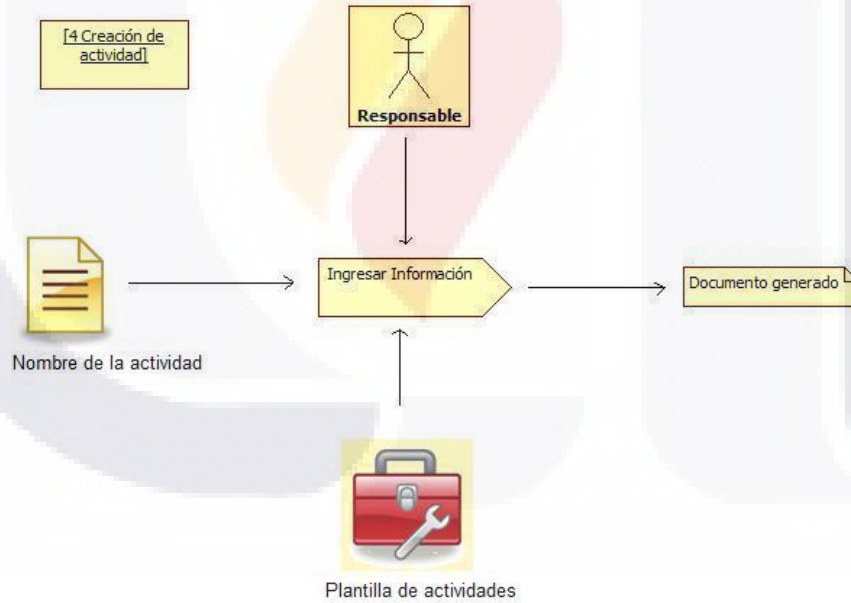 [4 Creación de
actividad]
Responsable
Ingresar Información
Documento generado
Nombre de la actividad
Plantilla de actividades